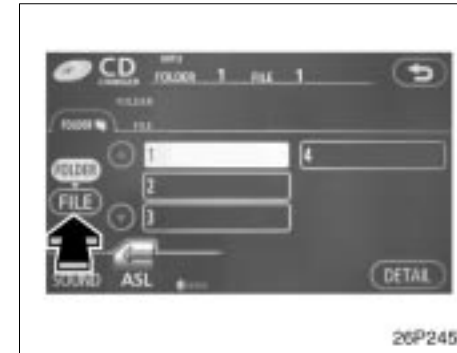 CD MP3 FOLDER 1 FILE 1
CHANGER
FOLDER
FOLDER FILE
1 4
FOLDER
2
FILE
3
SOUND ASL DETAIL
26P245